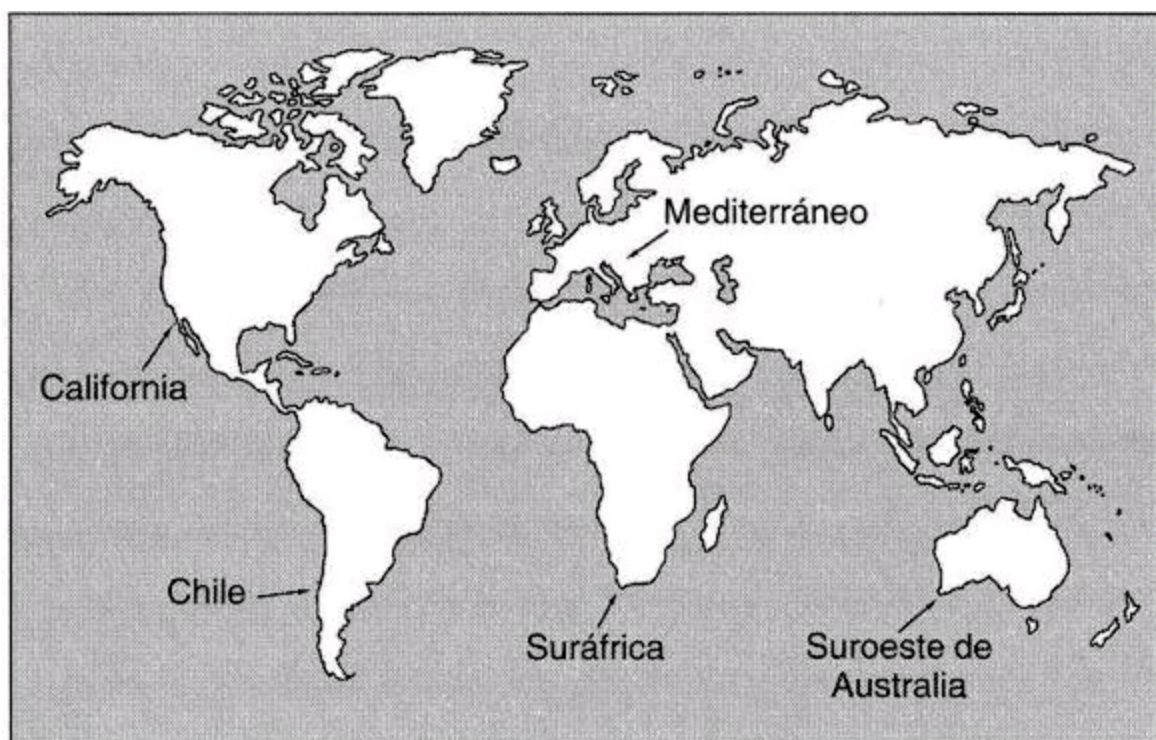 Mediterráneo
California
Chile
Suráfrica
Suroeste de
Australia